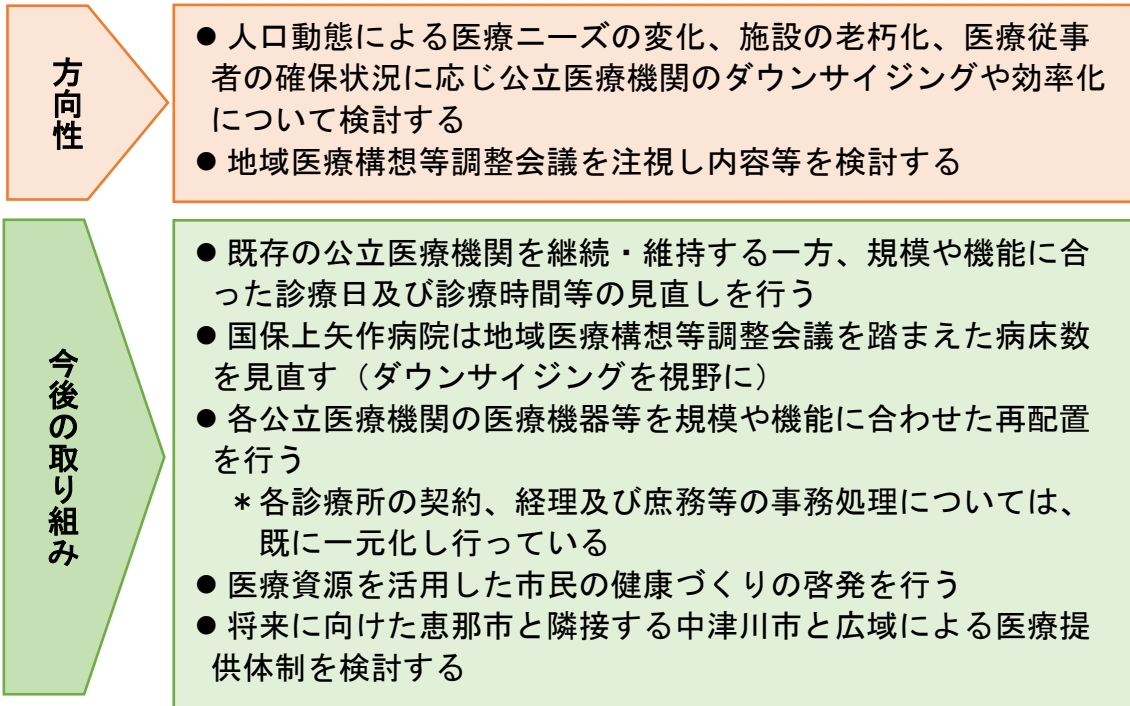 方向性
● 人口動態による医療ニーズの変化、施設の老朽化、医療従事
者の確保状況に応じ公立医療機関のダウンサイジングや効率化
について検討する
● 地域医療構想等調整会議を注視し内容等を検討する
今後の取り組み
● 既存の公立医療機関を継続・維持する一方、規模や機能に合
った診療日及び診療時間等の見直しを行う
● 国保上矢作病院は地域医療構想等調整会議を踏まえた病床数
を見直す（ダウンサイジングを視野に）
● 各公立医療機関の医療機器等を規模や機能に合わせた再配置
を行う
＊各診療所の契約、経理及び庶務等の事務処理については、
既に一元化し行っている
● 医療資源を活用した市民の健康づくりの啓発を行う
● 将来に向けた恵那市と隣接する中津川市と広域による医療提
供体制を検討する